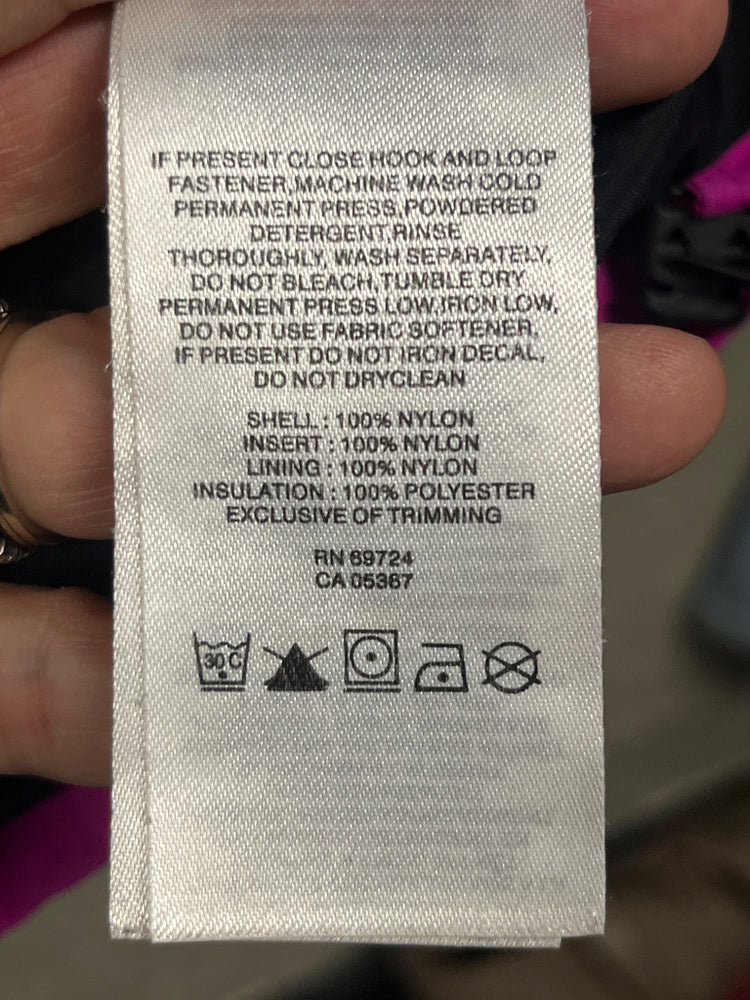 IF PRESENT CLOSE HOOK AND LOOP
FASTENER,MACHINE WASH COLD
PERMANENT PRESS,POWDERED
DETERGENT,RINSE
THOROUGHLY, WASH SEPARATELY,
DO NOT BLEACH,TUMBLE DRY
PERMANENT PRESS LOW,IRON LOW,
DO NOT USE FABRIC SOFTENER,
IF PRESENT DO NOT IRON DECAL,
DO NOT DRYCLEAN
SHELL : 100% NYLON
INSERT : 100% NYLON
LINING : 100% NYLON
INSULATION : 100% POLYESTER
EXCLUSIVE OF TRIMMING
RN 69724
CA 05367
30 C